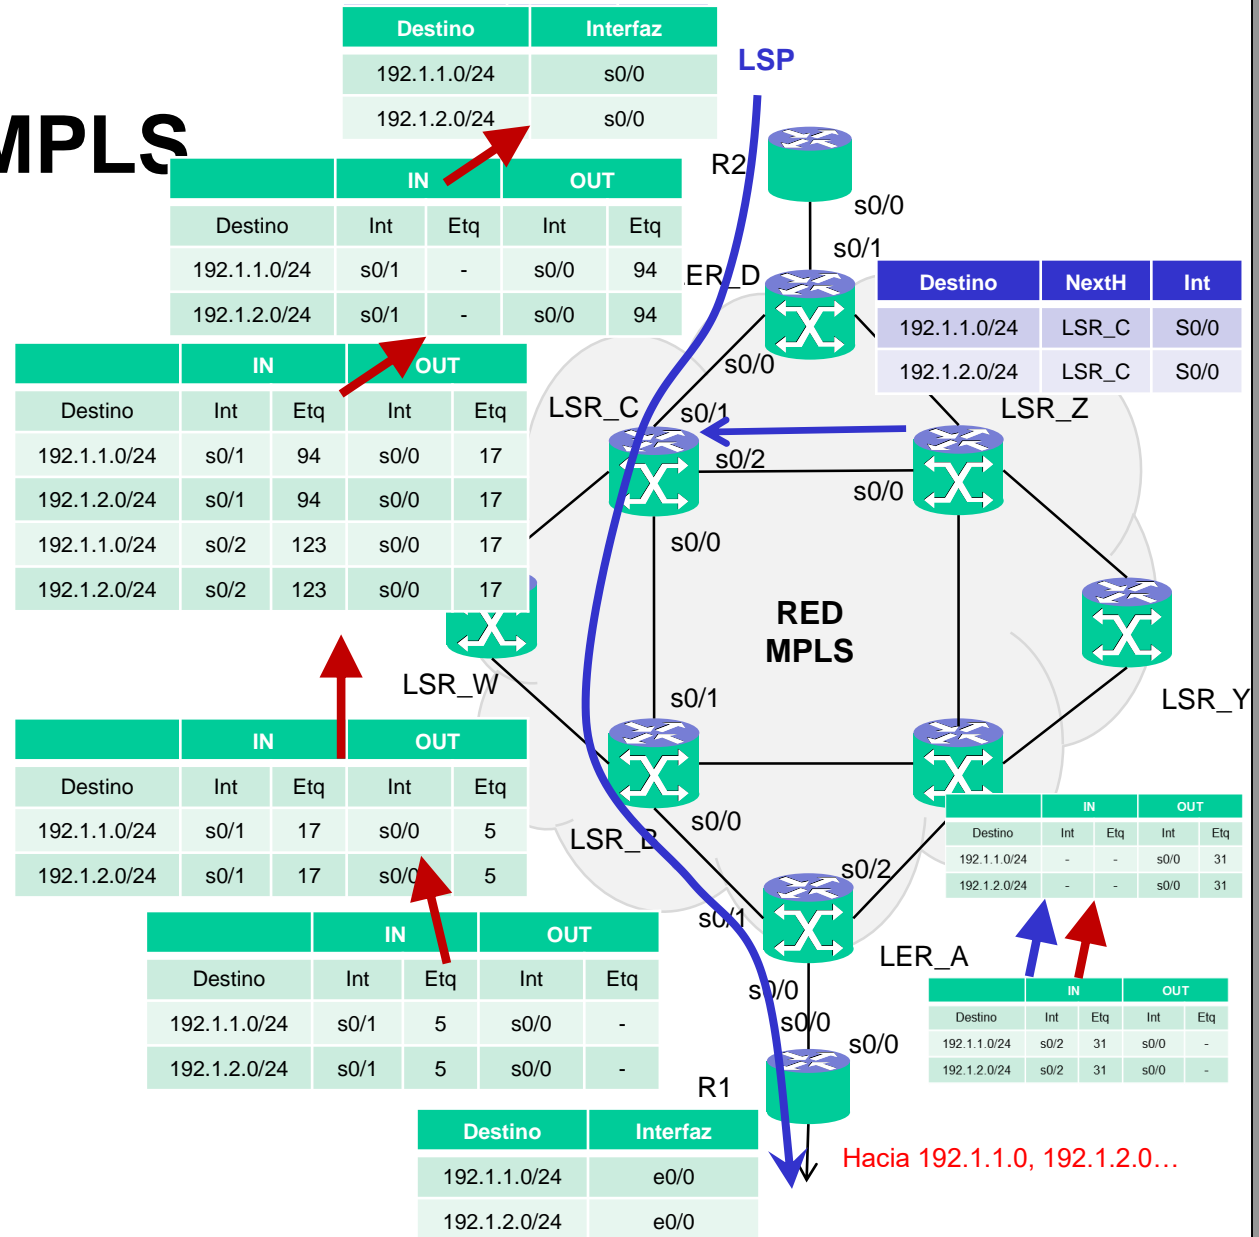 MPLS
Destino Interfaz
192.1.1.0/24 s0/0
192.1.2.0/24 s0/0
LSP
R2
s0/0
s0/1
IN OUT
Destino Int Etq Int Etq
192.1.1.0/24 s0/1 - s0/0 94
192.1.2.0/24 s0/1 - s0/0 94
ER_D
Destino NextH Int
192.1.1.0/24 LSR_C S0/0
192.1.2.0/24 LSR_C S0/0
s0/0
IN OUT
Destino Int Etq Int Etq
192.1.1.0/24 s0/1 94 s0/0 17
192.1.2.0/24 s0/1 94 s0/0 17
192.1.1.0/24 s0/2 123 s0/0 17
192.1.2.0/24 s0/2 123 s0/0 17
LSR_C
s0/1
LSR_Z
s0/2
s0/0
s0/0
RED
MPLS
LSR_W
LSR_Y
s0/1
IN OUT
Destino Int Etq Int Etq
192.1.1.0/24 s0/1 17 s0/0 5
192.1.2.0/24 s0/1 17 s0/0 5
LSR_B
s0/0
s0/2
IN OUT
Destino Int Etq Int Etq
192.1.1.0/24 - - s0/0 31
192.1.2.0/24 - - s0/0 31
s0/1
LER_A
IN OUT
Destino Int Etq Int Etq
192.1.1.0/24 s0/1 5 s0/0 -
192.1.2.0/24 s0/1 5 s0/0 -
s0/0
s0/0
s0/0
IN OUT
Destino Int Etq Int Etq
192.1.1.0/24 s0/2 31 s0/0 -
192.1.2.0/24 s0/2 31 s0/0 -
R1
Destino Interfaz
192.1.1.0/24 e0/0
192.1.2.0/24 e0/0
Hacia 192.1.1.0, 192.1.2.0…